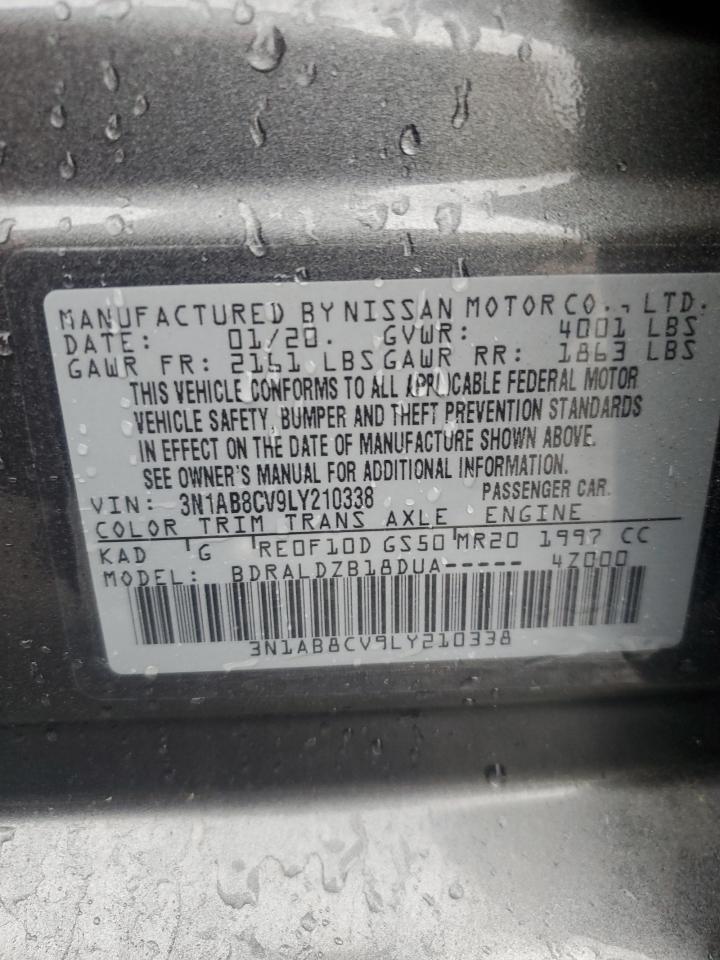 MANUFACTURED BY NISSAN MOTOR CO., LTD.
DATE: 01/20. GVWR: 4001 LBS
GAWR FR: 2161 LBS GAWR RR: 1863 LBS
THIS VEHICLE CONFORMS TO ALL APPLICABLE FEDERAL MOTOR
VEHICLE SAFETY, BUMPER AND THEFT PREVENTION STANDARDS
IN EFFECT ON THE DATE OF MANUFACTURE SHOWN ABOVE.
SEE OWNER'S MANUAL FOR ADDITIONAL INFORMATION.
VIN: 3N1AB8CV9LY210338 PASSENGER CAR.
COLOR TRIM TRANS AXLE ENGINE
KAD G RE0F10D GS50 MR20 1997 CC
MODEL: BDRALDZB18DUA----- 4Z000
3N1AB8CV9LY210338